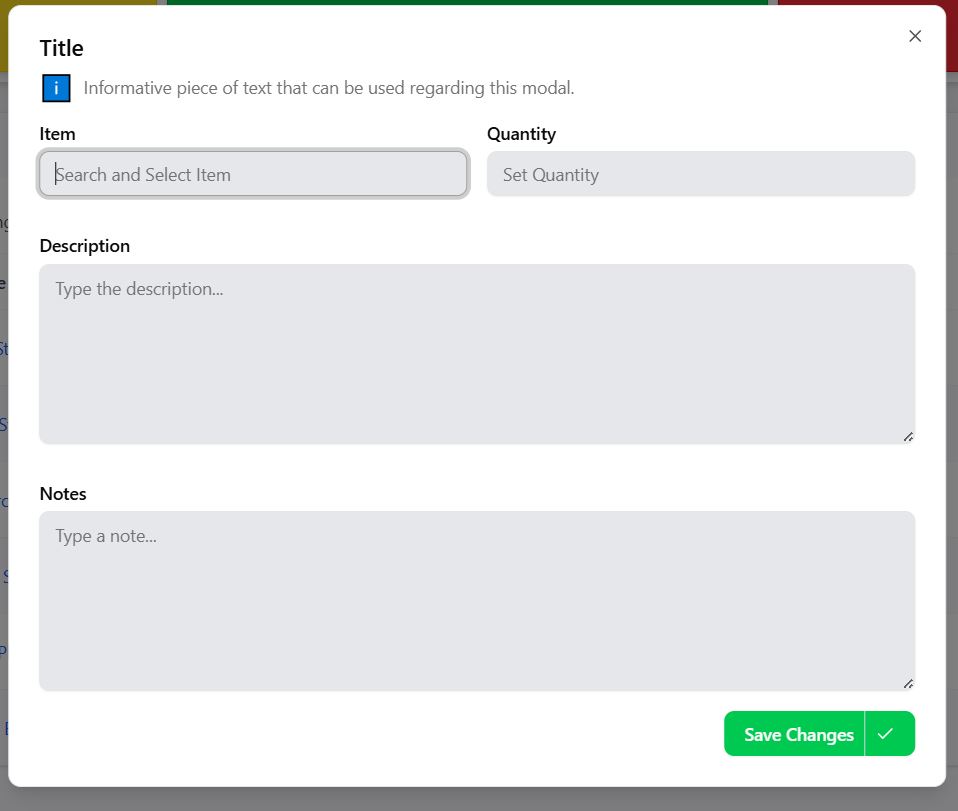 Title
i Informative piece of text that can be used regarding this modal.
Item Quantity
Search and Select Item Set Quantity
Description
Type the description...
Notes
Type a note...
Save Changes